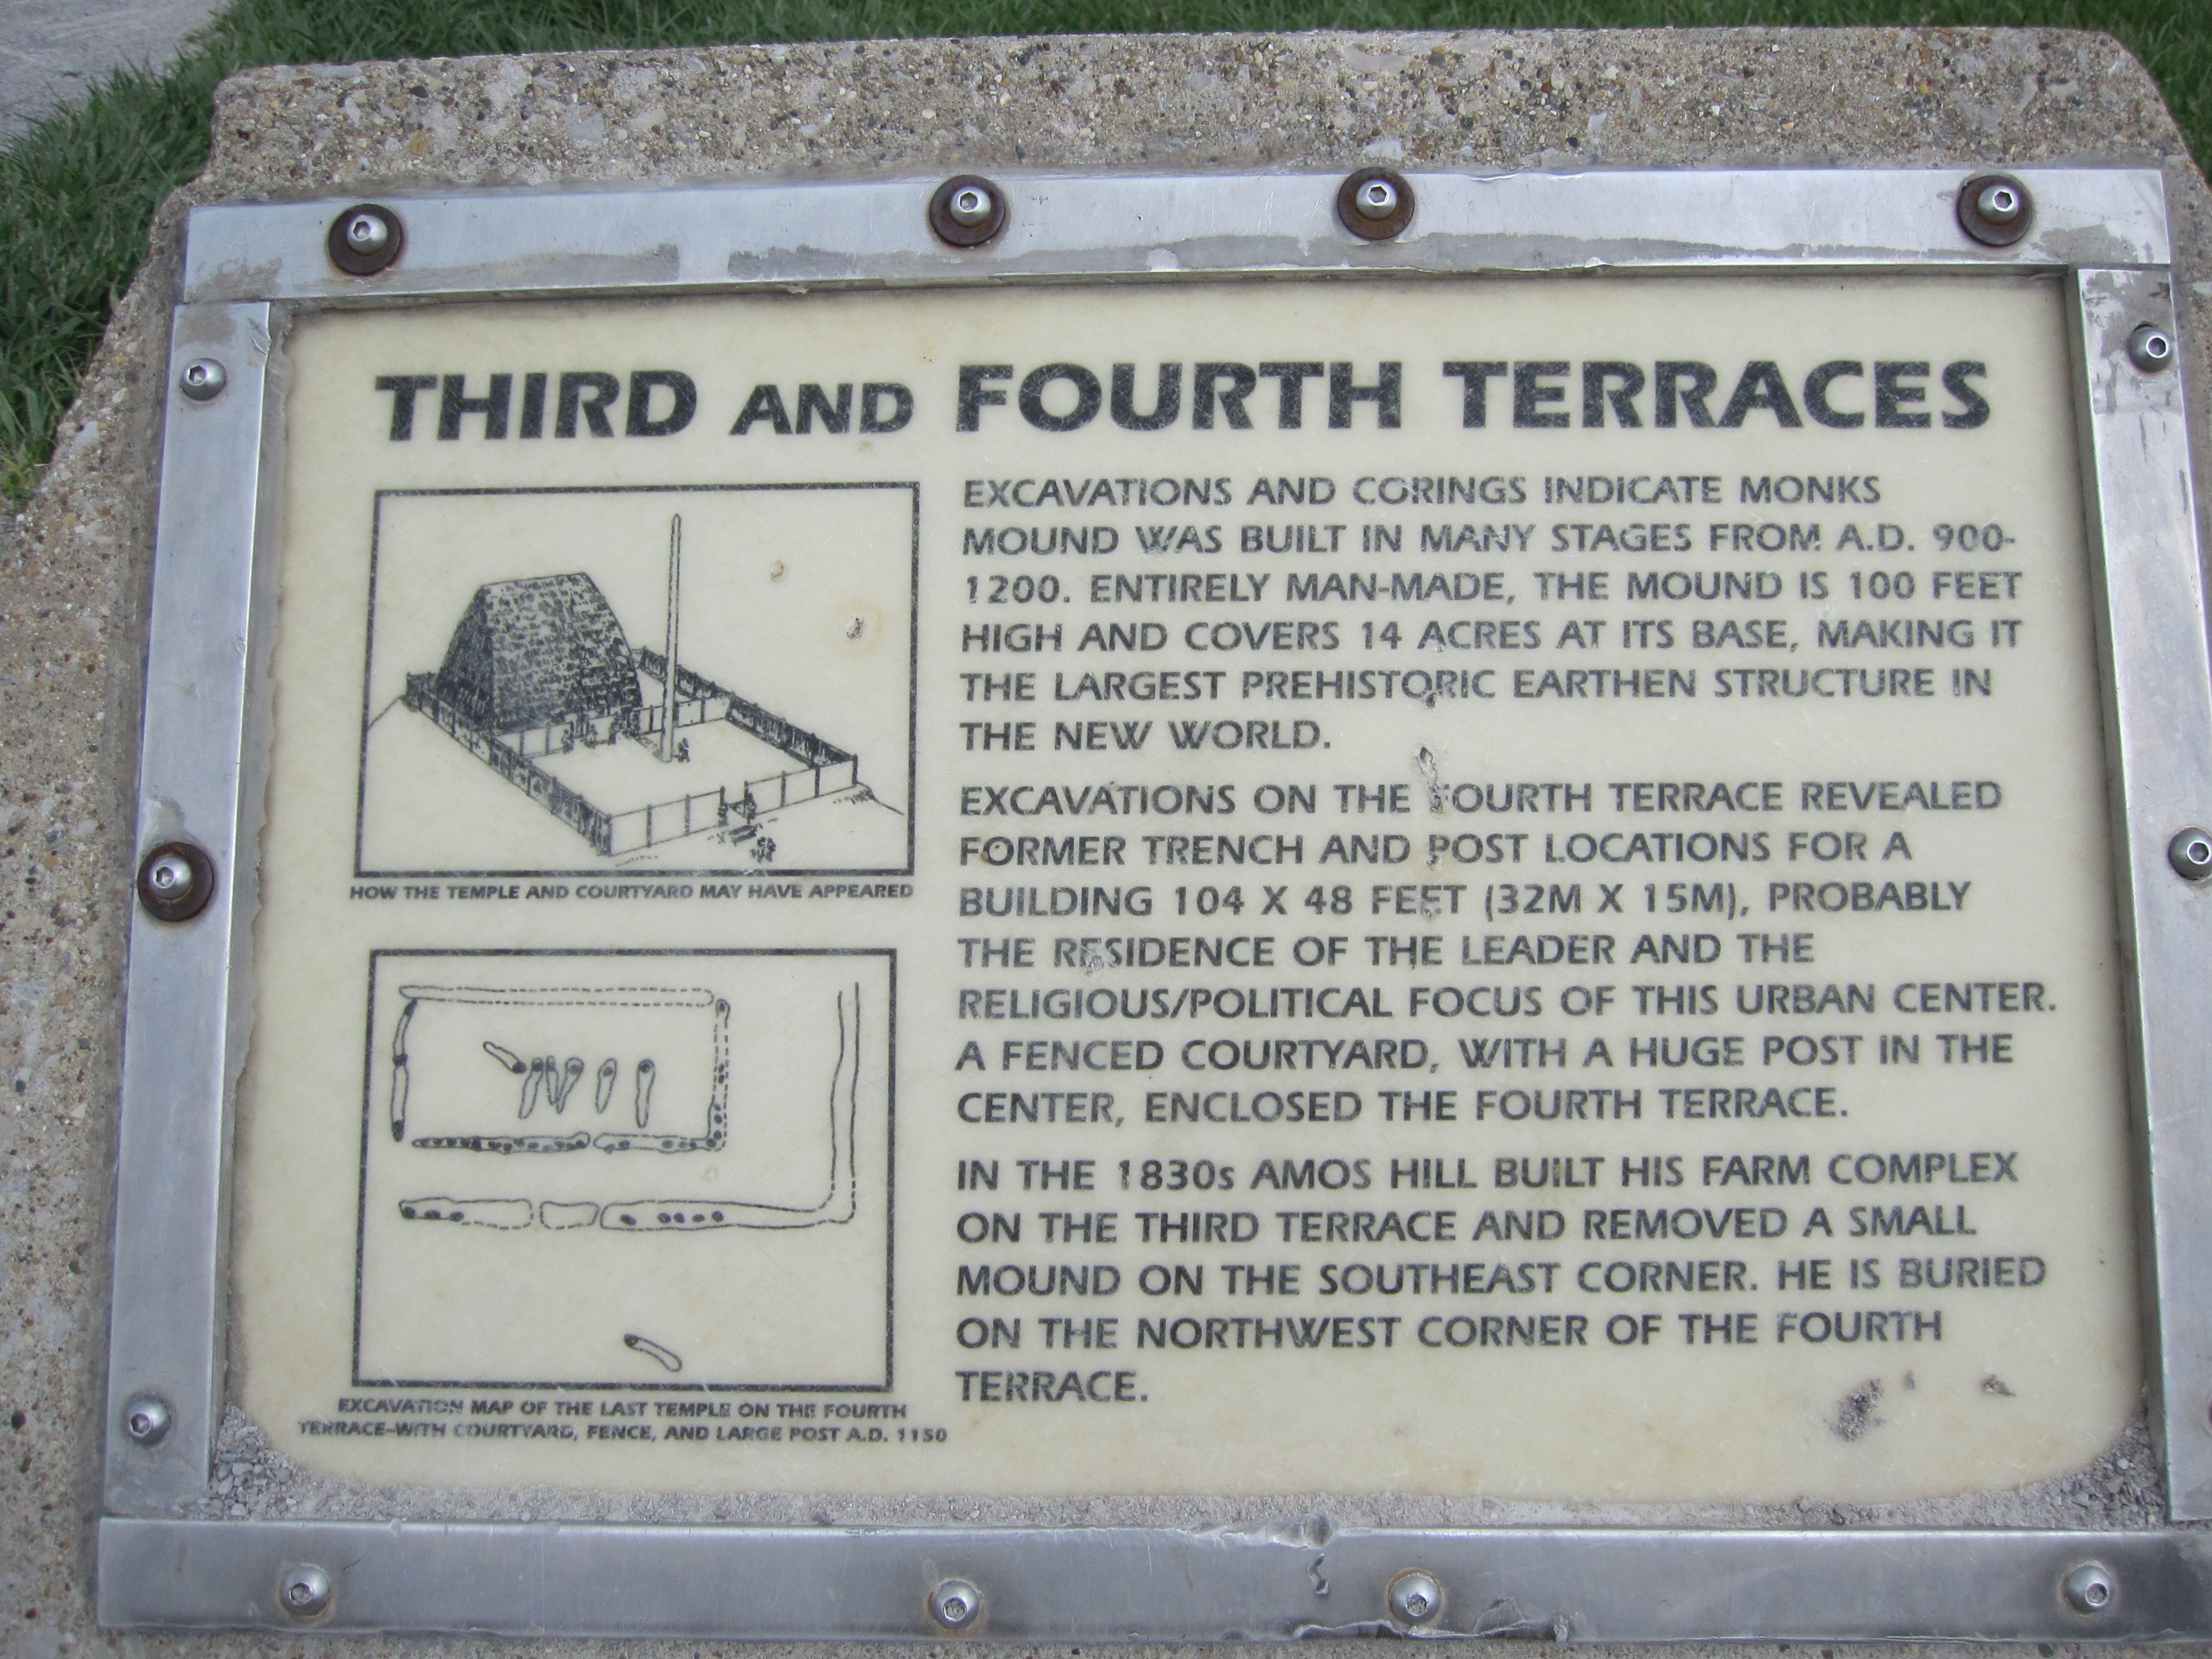 THIRD AND FOURTH TERRACES
HOW THE TEMPLE AND COURTYARD MAY HAVE APPEARED
EXCAVATION MAP OF THE LAST TEMPLE ON THE FOURTH
TERRACE-WITH COURTYARD, FENCE, AND LARGE POST A.D. 1150
EXCAVATIONS AND CORINGS INDICATE MONKS
MOUND WAS BUILT IN MANY STAGES FROM A.D. 900-
1200. ENTIRELY MAN-MADE, THE MOUND IS 100 FEET
HIGH AND COVERS 14 ACRES AT ITS BASE, MAKING IT
THE LARGEST PREHISTORIC EARTHEN STRUCTURE IN
THE NEW WORLD.
EXCAVATIONS ON THE FOURTH TERRACE REVEALED
FORMER TRENCH AND POST LOCATIONS FOR A
BUILDING 104 X 48 FEET (32M X 15M), PROBABLY
THE RESIDENCE OF THE LEADER AND THE
RELIGIOUS/POLITICAL FOCUS OF THIS URBAN CENTER.
A FENCED COURTYARD, WITH A HUGE POST IN THE
CENTER, ENCLOSED THE FOURTH TERRACE.
IN THE 1830s AMOS HILL BUILT HIS FARM COMPLEX
ON THE THIRD TERRACE AND REMOVED A SMALL
MOUND ON THE SOUTHEAST CORNER. HE IS BURIED
ON THE NORTHWEST CORNER OF THE FOURTH
TERRACE.